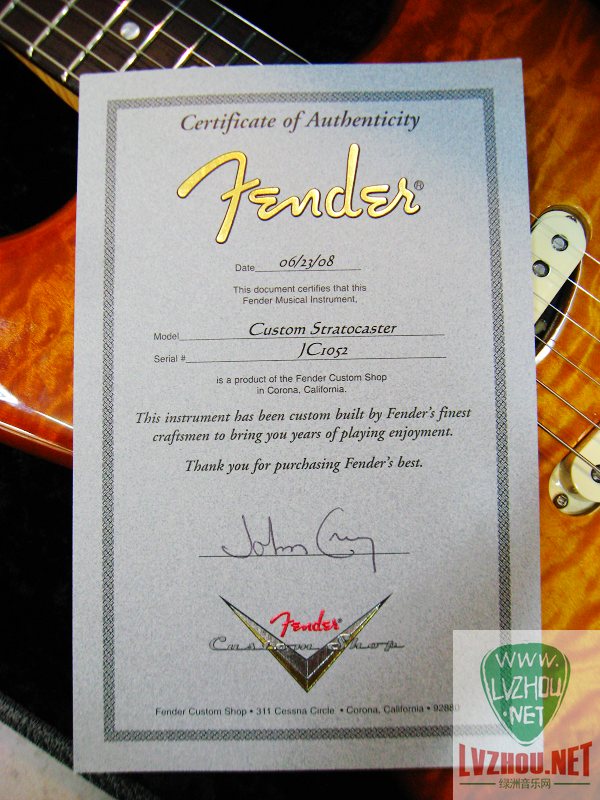 Certificate of Authenticity
Fender®
Date 06/23/08
This document certifies that this
Fender Musical Instrument,
Model Custom Stratocaster
Serial # JC1052
is a product of the Fender Custom Shop
in Corona, California.
This instrument has been custom built by Fender's finest
craftsmen to bring you years of playing enjoyment.
Thank you for purchasing Fender's best.
John Cruz
Fender®
Custom Shop
Fender Custom Shop • 311 Cessna Circle • Corona, California • 92880
WWW.
LVZHOU
.NET
LVZHOU.NET
绿洲音乐网